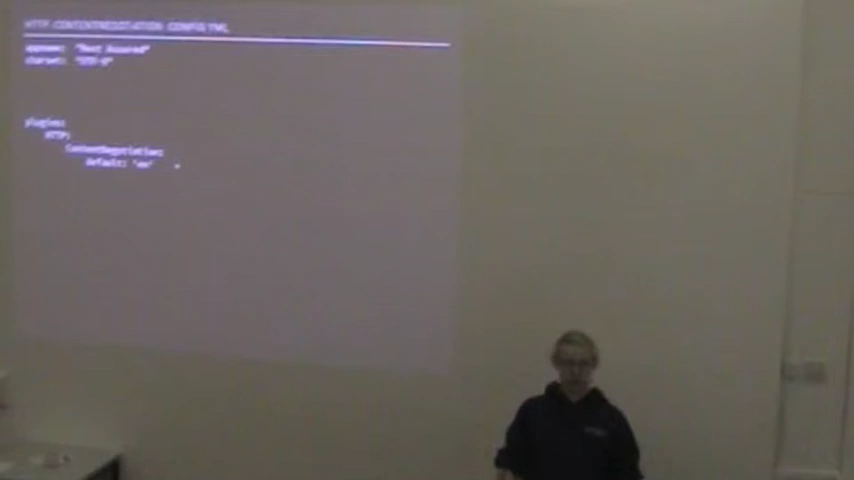 HTTP CONTENTNEGOTIATION CONFIG.YML
appname: "Rest Assured"
charset: "UTF-8"
plugins:
HTTP:
ContentNegotiation:
default: 'en'